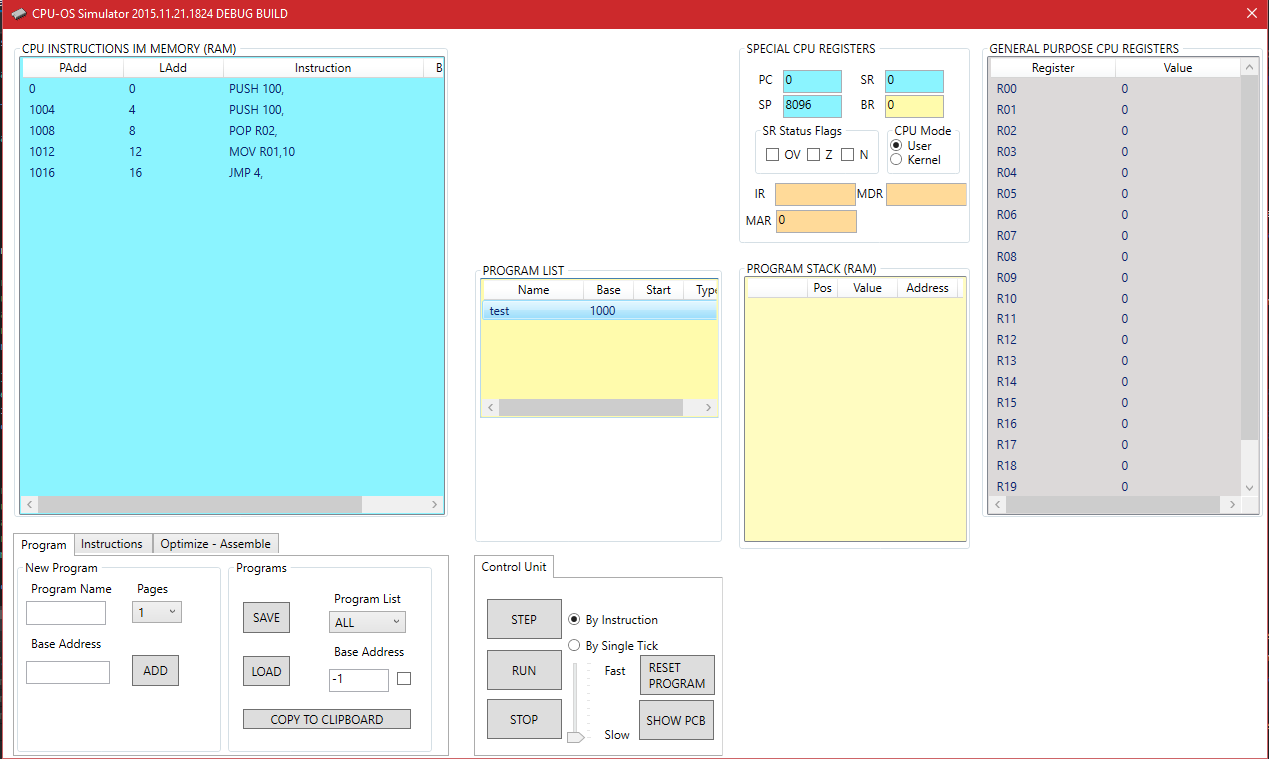 CPU-OS Simulator 2015.11.21.1824 DEBUG BUILD
CPU INSTRUCTIONS IM MEMORY (RAM)
PAdd LAdd Instruction B
0 0 PUSH 100,
1004 4 PUSH 100,
1008 8 POP R02,
1012 12 MOV R01,10
1016 16 JMP 4,
PROGRAM LIST
Name Base Start Type
test 1000
SPECIAL CPU REGISTERS
PC 0 SR 0
SP 8096 BR 0
SR Status Flags
OV Z N
CPU Mode
User
Kernel
IR MDR
MAR 0
PROGRAM STACK (RAM)
Pos Value Address
GENERAL PURPOSE CPU REGISTERS
Register Value
R00 0
R01 0
R02 0
R03 0
R04 0
R05 0
R06 0
R07 0
R08 0
R09 0
R10 0
R11 0
R12 0
R13 0
R14 0
R15 0
R16 0
R17 0
R18 0
R19 0
Program Instructions Optimize - Assemble
New Program
Program Name Pages
1
Base Address
ADD
Programs
SAVE
Program List
ALL
LOAD
Base Address
-1
COPY TO CLIPBOARD
Control Unit
STEP
By Instruction
By Single Tick
RUN
Fast
RESET
PROGRAM
STOP
Slow
SHOW PCB